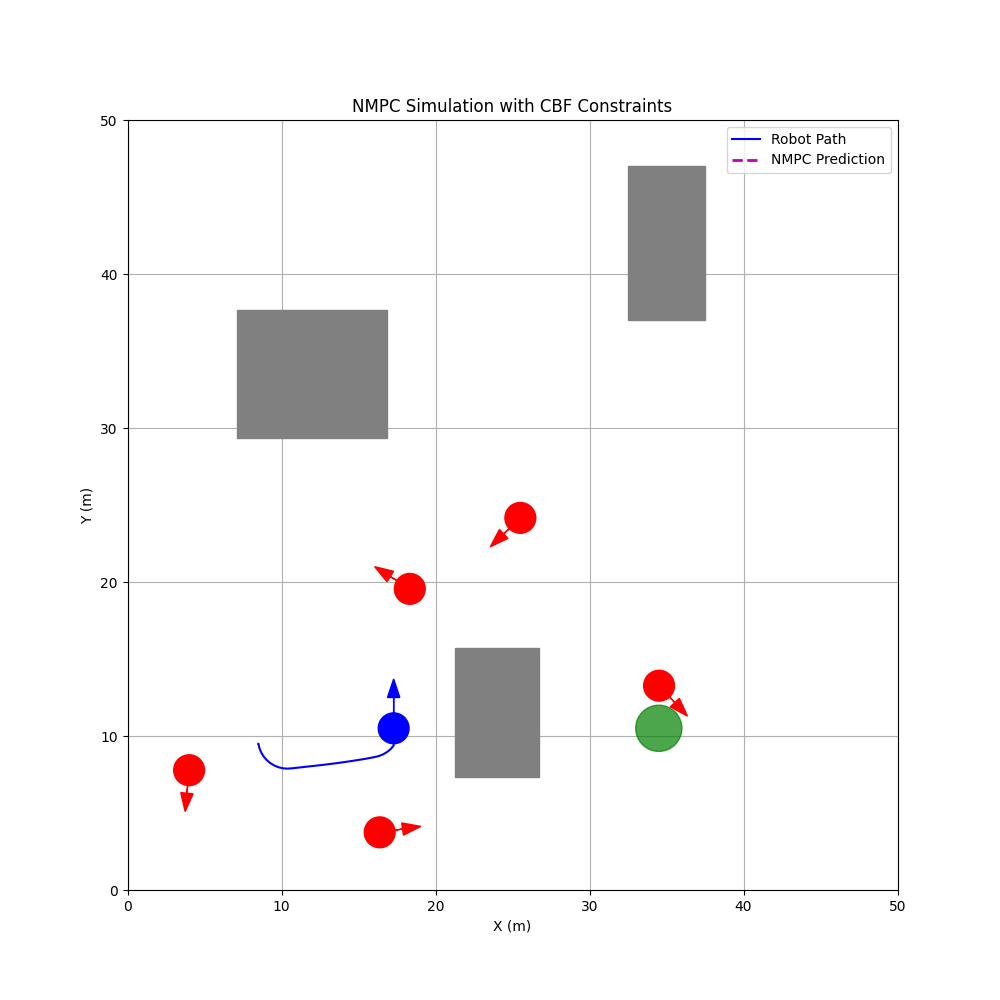 NMPC Simulation with CBF Constraints
Robot Path
NMPC Prediction
50
40
30
20
10
0
Y (m)
0 10 20 30 40 50
X (m)